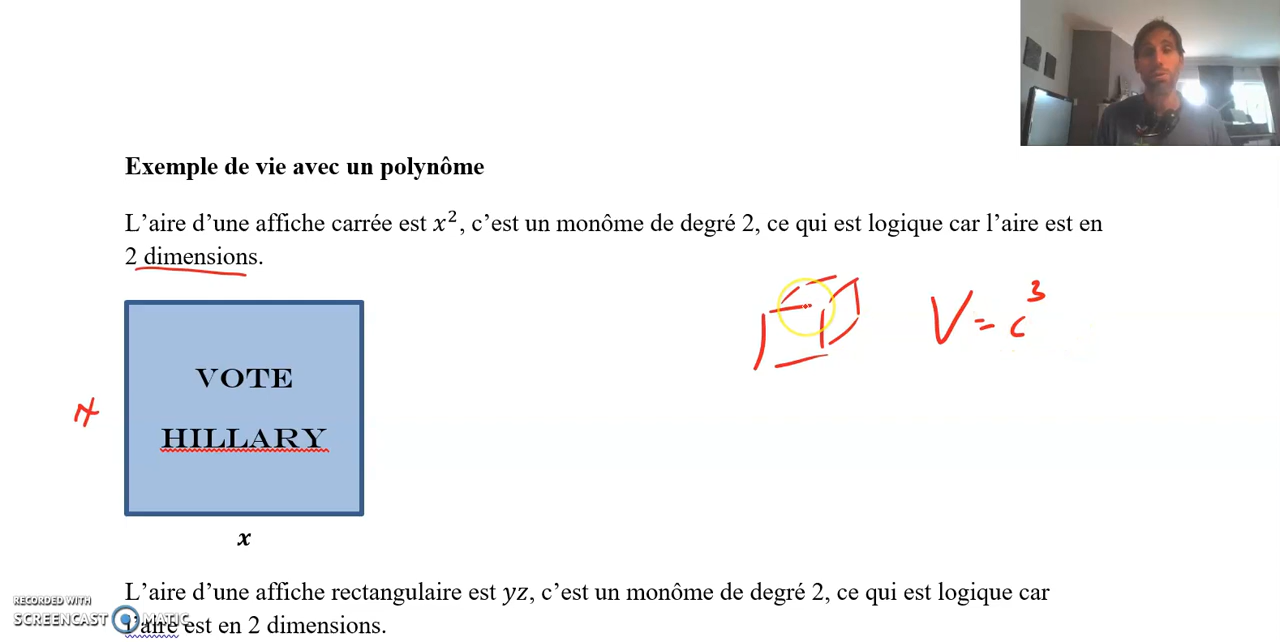 Exemple de vie avec un polynôme
L’aire d’une affiche carrée est x², c’est un monôme de degré 2, ce qui est logique car l’aire est en
2 dimensions.
V = c³
VOTE
x
HILLARY
x
L’aire d’une affiche rectangulaire est yz, c’est un monôme de degré 2, ce qui est logique car
l’aire est en 2 dimensions.
RECORDED WITH
SCREENCAST MATIC